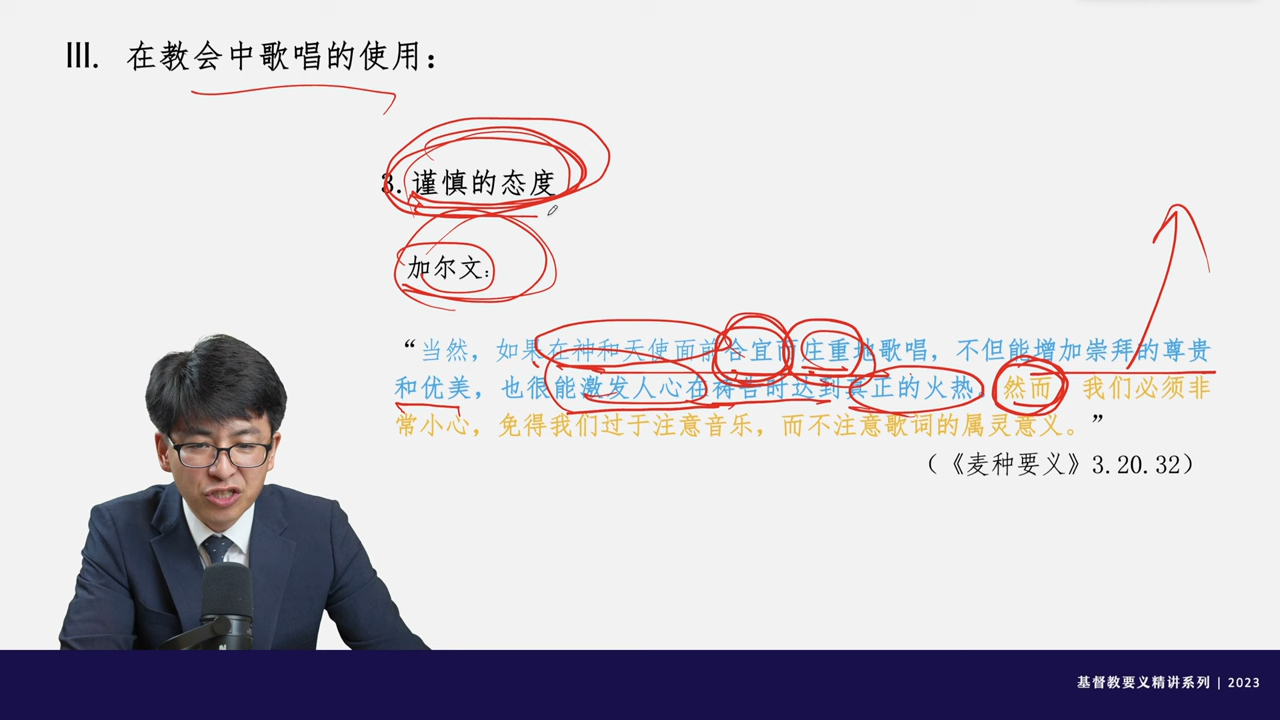 III. 在教会中歌唱的使用：
3. 谨慎的态度
加尔文：
“当然，如果在神和天使面前合宜而庄重地歌唱，不但能增加崇拜的尊贵
和优美，也很能激发人心在祷告时达到真正的火热，然而，我们必须非
常小心，免得我们过于注意音乐，而不注意歌词的属灵意义。”
（《麦种要义》3.20.32）
基督教要义精讲系列 | 2023